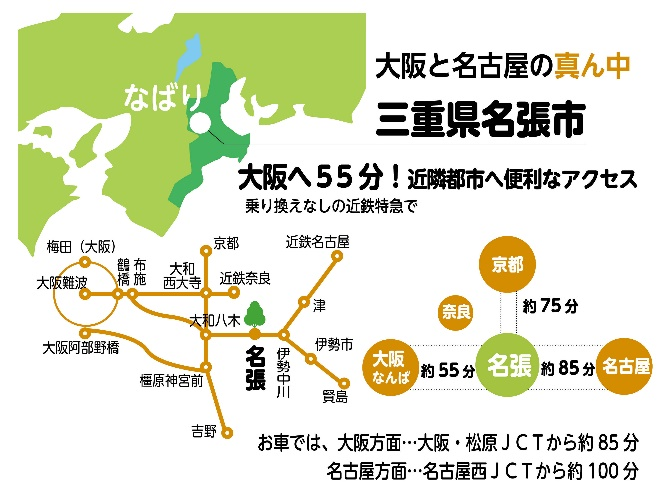 大阪と名古屋の真ん中
なばり
三重県名張市
大阪へ55分！近隣都市へ便利なアクセス
乗り換えなしの近鉄特急で
梅田（大阪）
鶴橋
布施
大和西大寺
京都
近鉄名古屋
大阪難波
近鉄奈良
津
大和八木
大阪阿部野橋
名張
伊勢中川
伊勢市
橿原神宮前
賢島
吉野
京都
約75分
奈良
大阪
なんば
約55分
名張
約85分
名古屋
お車では、大阪方面…大阪・松原ＪＣＴから約85分
名古屋方面…名古屋西ＪＣＴから約100分